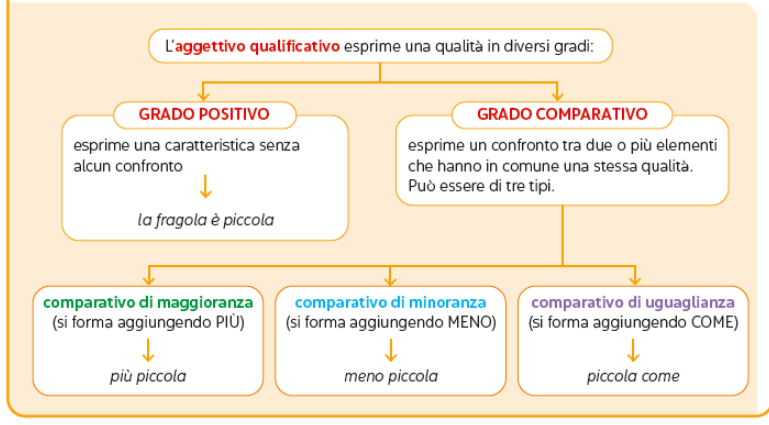 L'aggettivo qualificativo esprime una qualità in diversi gradi:
GRADO POSITIVO
esprime una caratteristica senza
alcun confronto
la fragola è piccola
GRADO COMPARATIVO
esprime un confronto tra due o più elementi
che hanno in comune una stessa qualità.
Può essere di tre tipi.
comparativo di maggioranza
(si forma aggiungendo PIÙ)
più piccola
comparativo di minoranza
(si forma aggiungendo MENO)
meno piccola
comparativo di uguaglianza
(si forma aggiungendo COME)
piccola come